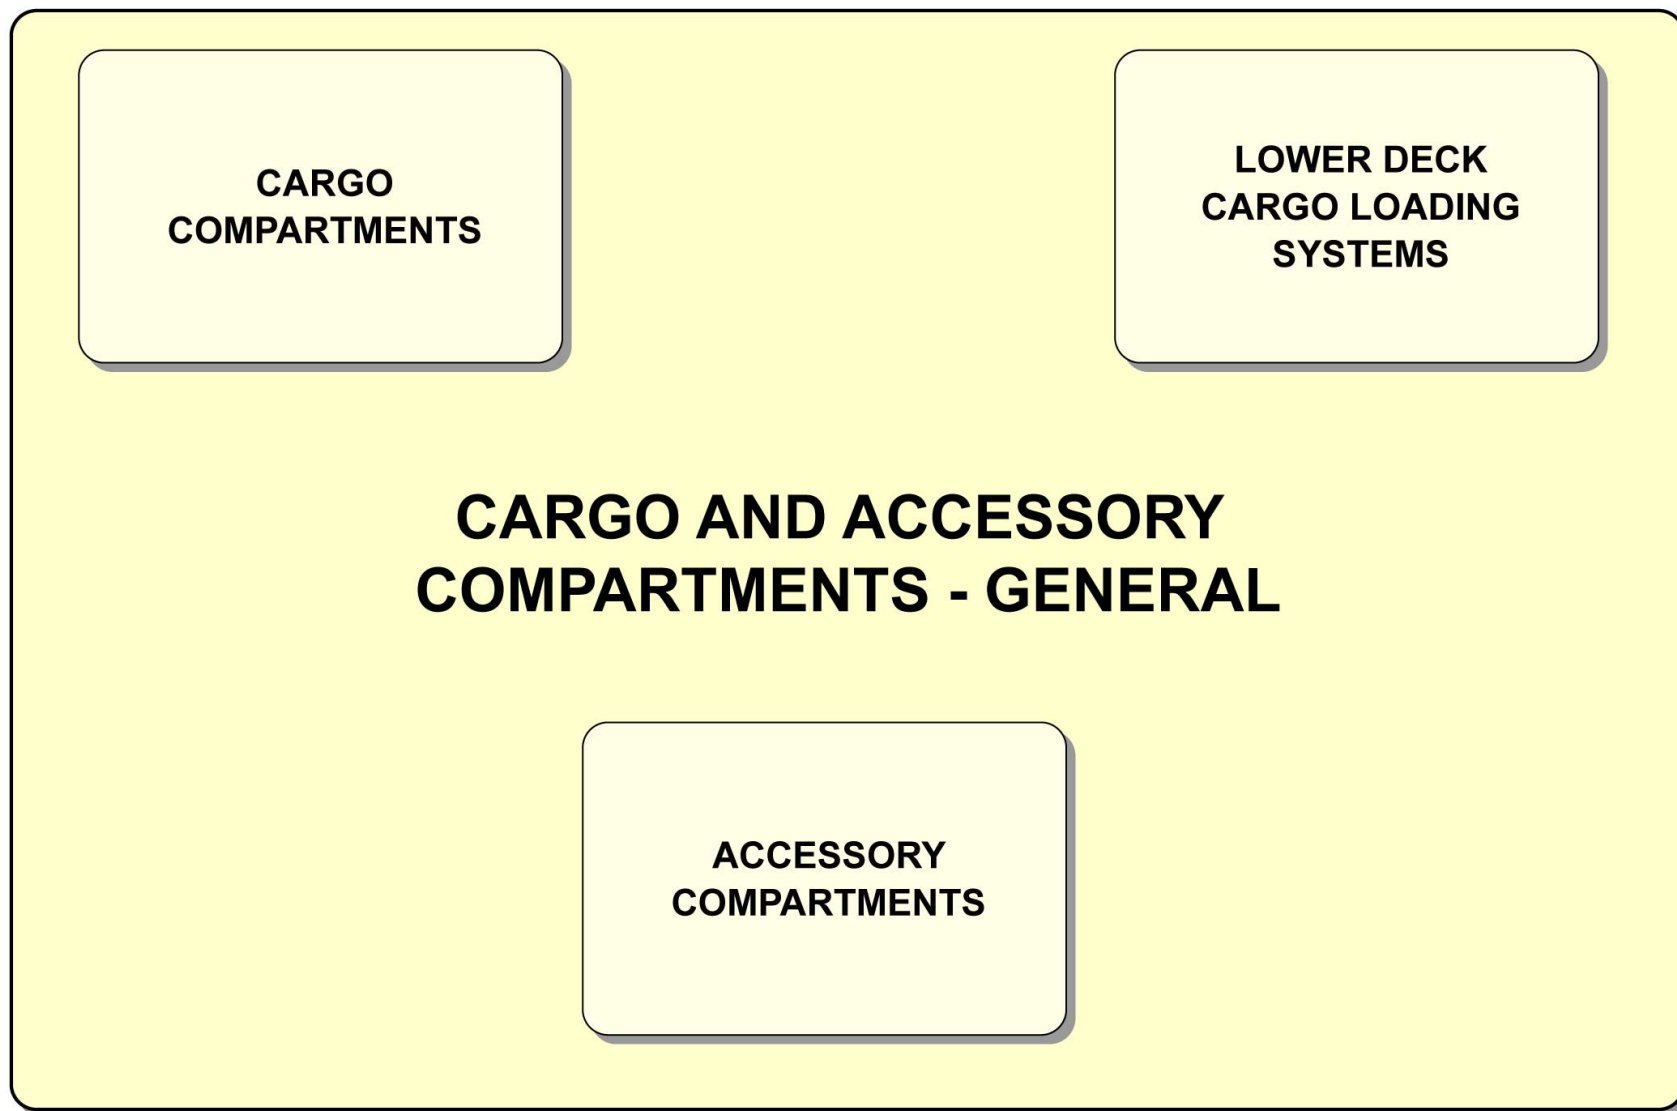 CARGO
COMPARTMENTS
LOWER DECK
CARGO LOADING
SYSTEMS
CARGO AND ACCESSORY
COMPARTMENTS - GENERAL
ACCESSORY
COMPARTMENTS